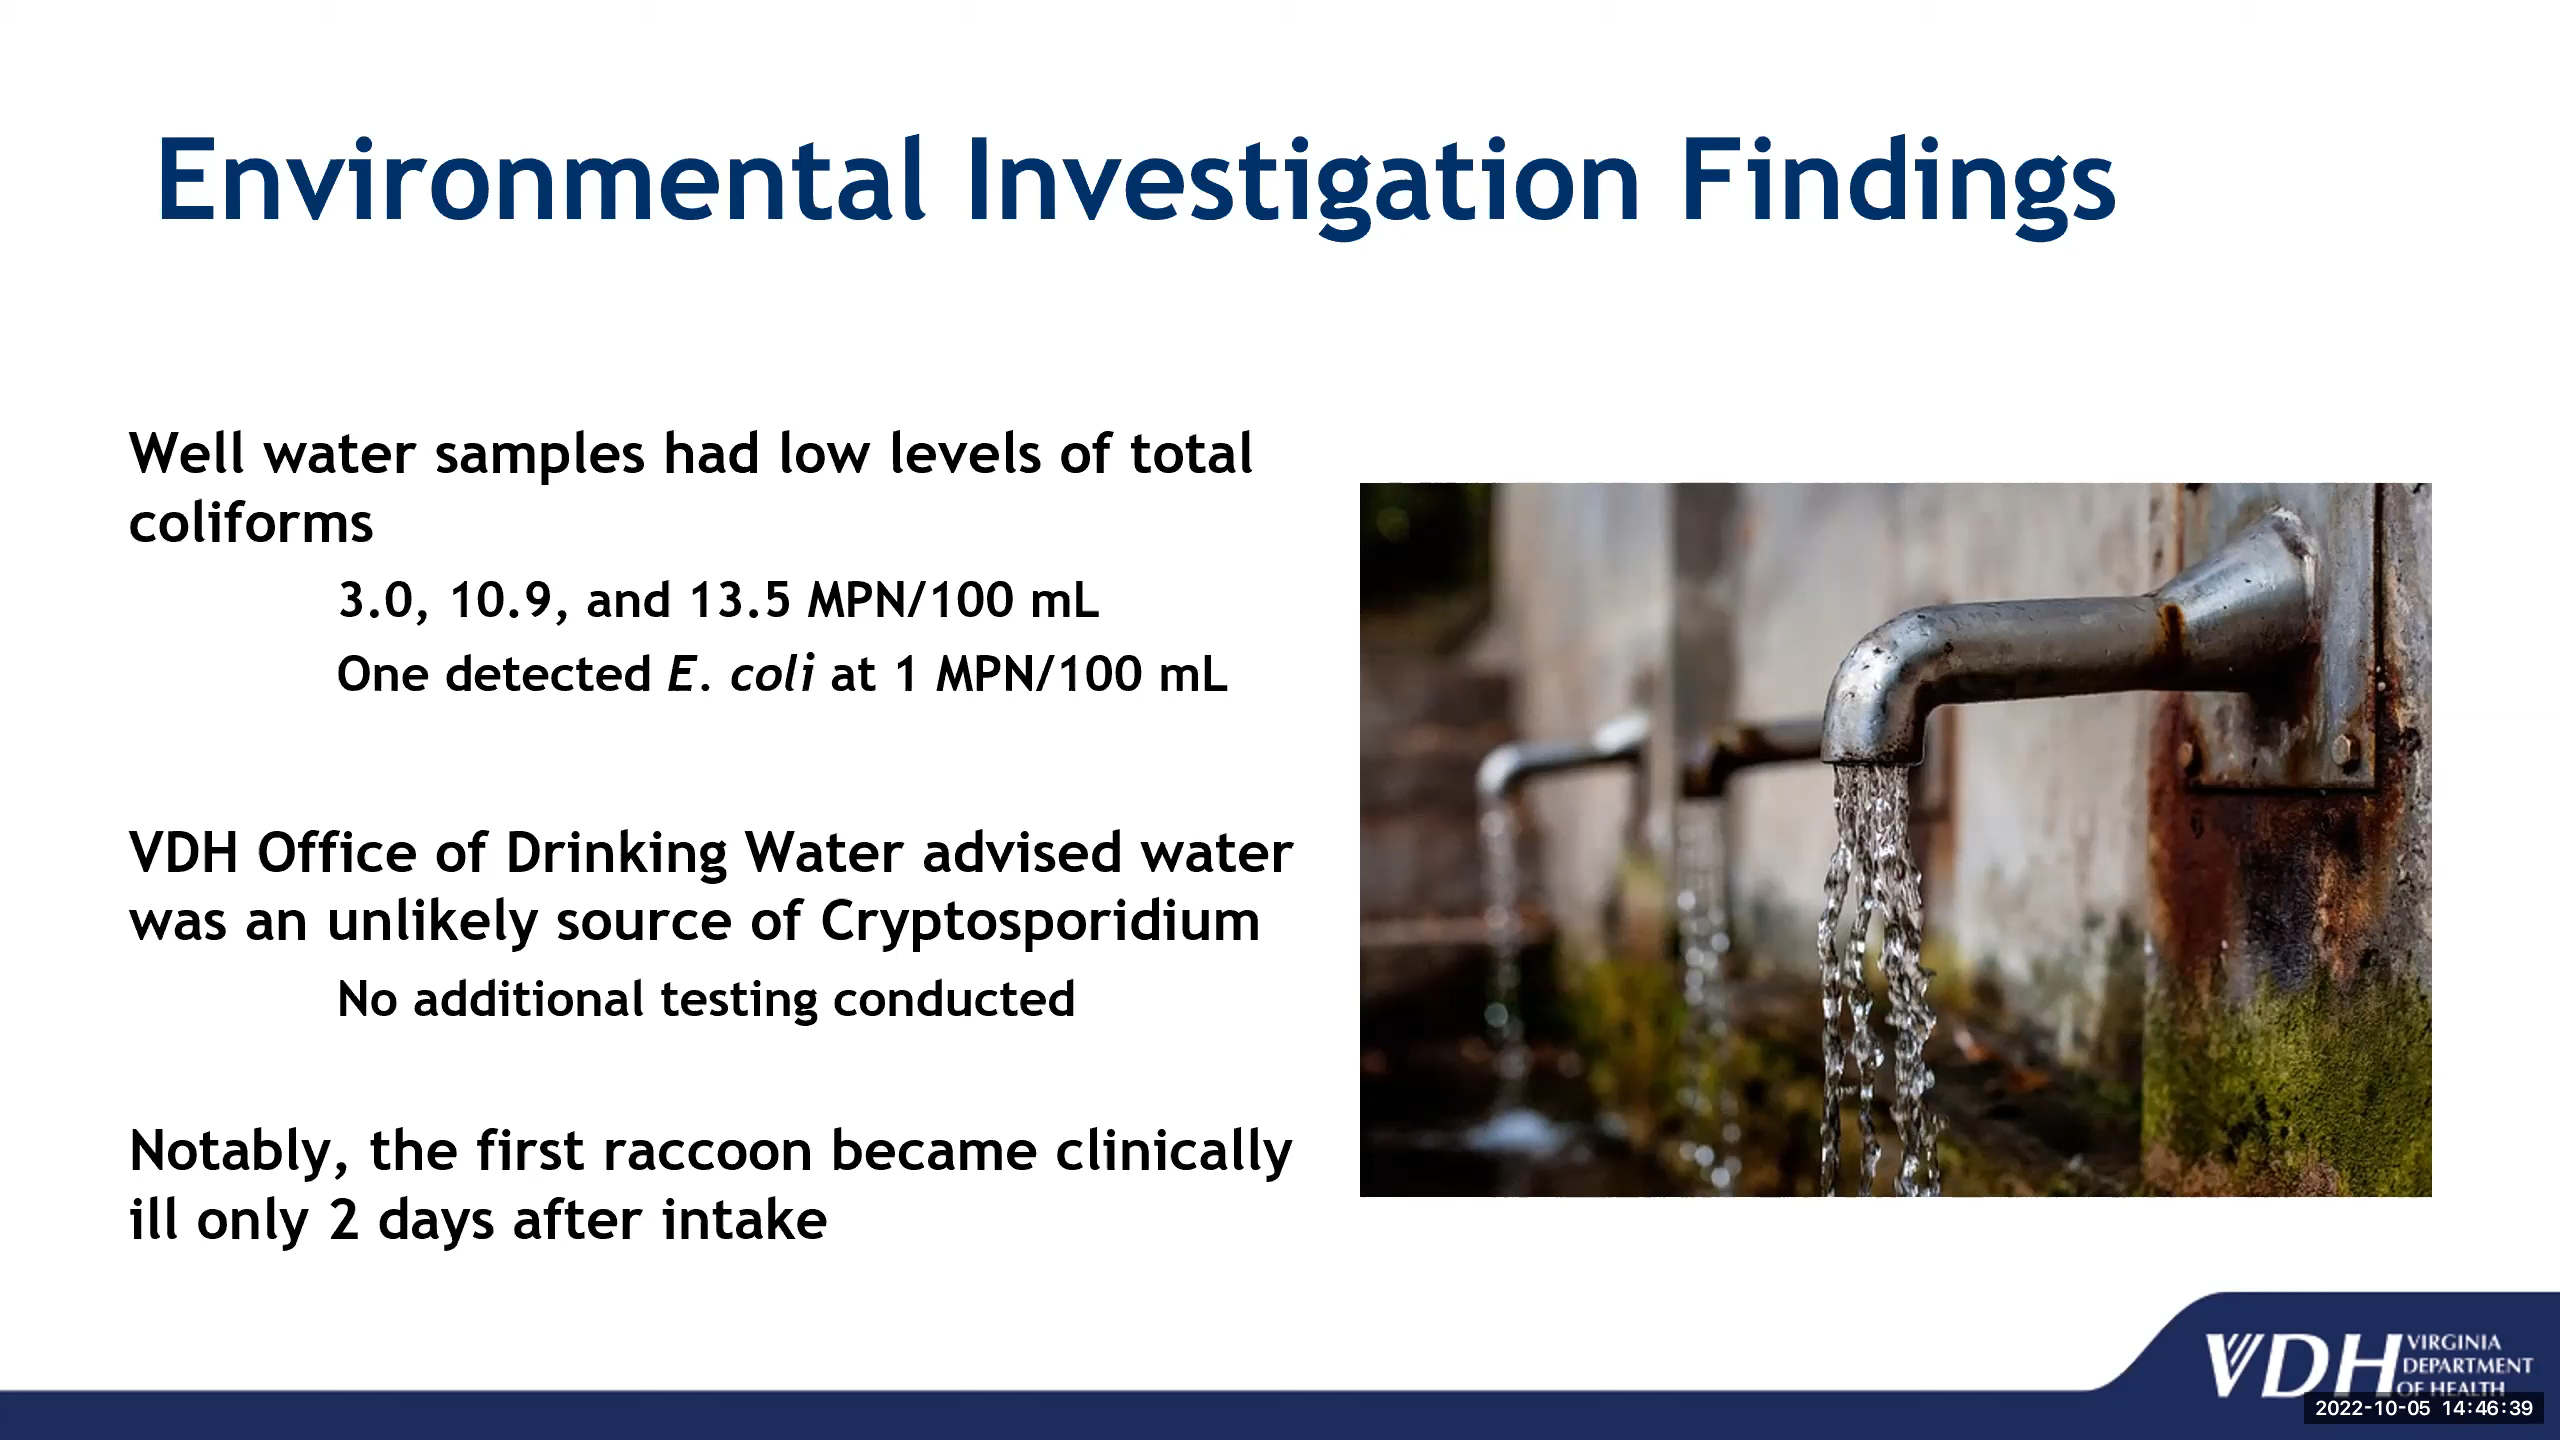 Environmental Investigation Findings
Well water samples had low levels of total
coliforms
3.0, 10.9, and 13.5 MPN/100 mL
One detected E. coli at 1 MPN/100 mL
VDH Office of Drinking Water advised water
was an unlikely source of Cryptosporidium
No additional testing conducted
Notably, the first raccoon became clinically
ill only 2 days after intake
VDH VIRGINIA
DEPARTMENT
OF HEALTH
2022-10-05 14:46:39